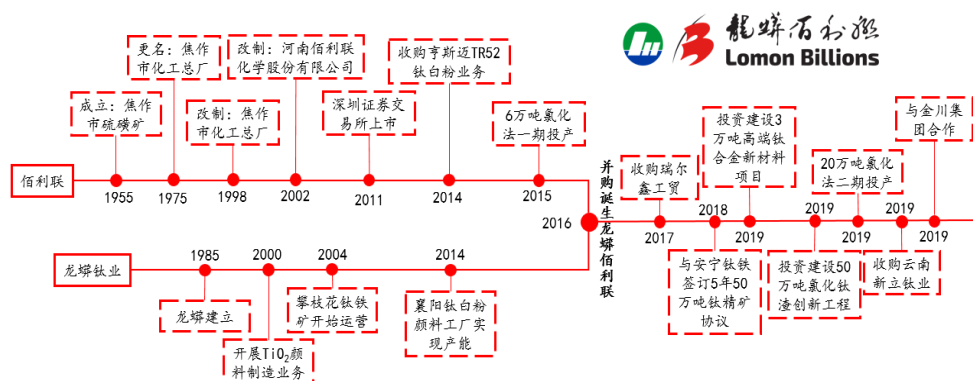 龍蟒佰利聯
Lomon Billions
更名：焦作
市化工总厂
改制：河南佰利联
化学股份有限公司
收购亨斯迈TR52
钛白粉业务
成立：焦作
市硫磺矿
改制：焦作
市化工总厂
深圳证券交
易所上市
6万吨氯化
法一期投产
佰利联
1955
1975
1998
2002
2011
2014
2015
2016
并购诞生龙蟒佰利联
收购瑞尔
鑫工贸
投资建设3
万吨高端钛
合金新材料
项目
20万吨氯化
法二期投产
与金川集
团合作
2017
2018
2019
2019
2019
2019
2019
与安宁钛铁
签订5年50
万吨钛精矿
协议
投资建设50
万吨氯化钛
渣创新工程
收购云南
新立钛业
龙蟒钛业
1985
2000
2004
2014
龙蟒建立
开展TiO₂颜
料制造业务
攀枝花钛铁
矿开始运营
襄阳钛白粉
颜料工厂实
现产能